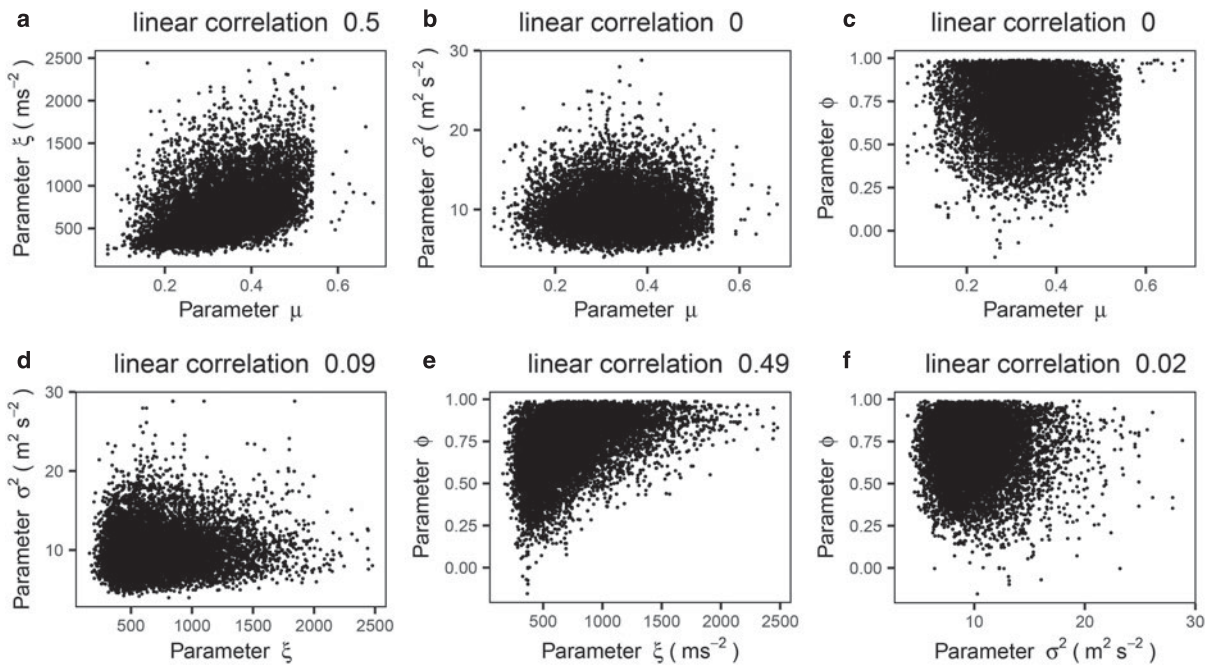 a linear correlation 0.5
2500
2000
1500
1000
500
Parameter ξ ( ms⁻²)
0.2 0.4 0.6
Parameter μ
b linear correlation 0
30
20
10
Parameter σ² ( m² s⁻²)
0.2 0.4 0.6
Parameter μ
c linear correlation 0
1.00
0.75
0.50
0.25
0.00
Parameter ϕ
0.2 0.4 0.6
Parameter μ
d linear correlation 0.09
30
20
10
Parameter σ² ( m² s⁻²)
500 1000 1500 2000 2500
Parameter ξ
e linear correlation 0.49
1.00
0.75
0.50
0.25
0.00
Parameter ϕ
500 1000 1500 2000 2500
Parameter ξ ( ms⁻²)
f linear correlation 0.02
1.00
0.75
0.50
0.25
0.00
Parameter ϕ
10 20 30
Parameter σ² ( m² s⁻²)